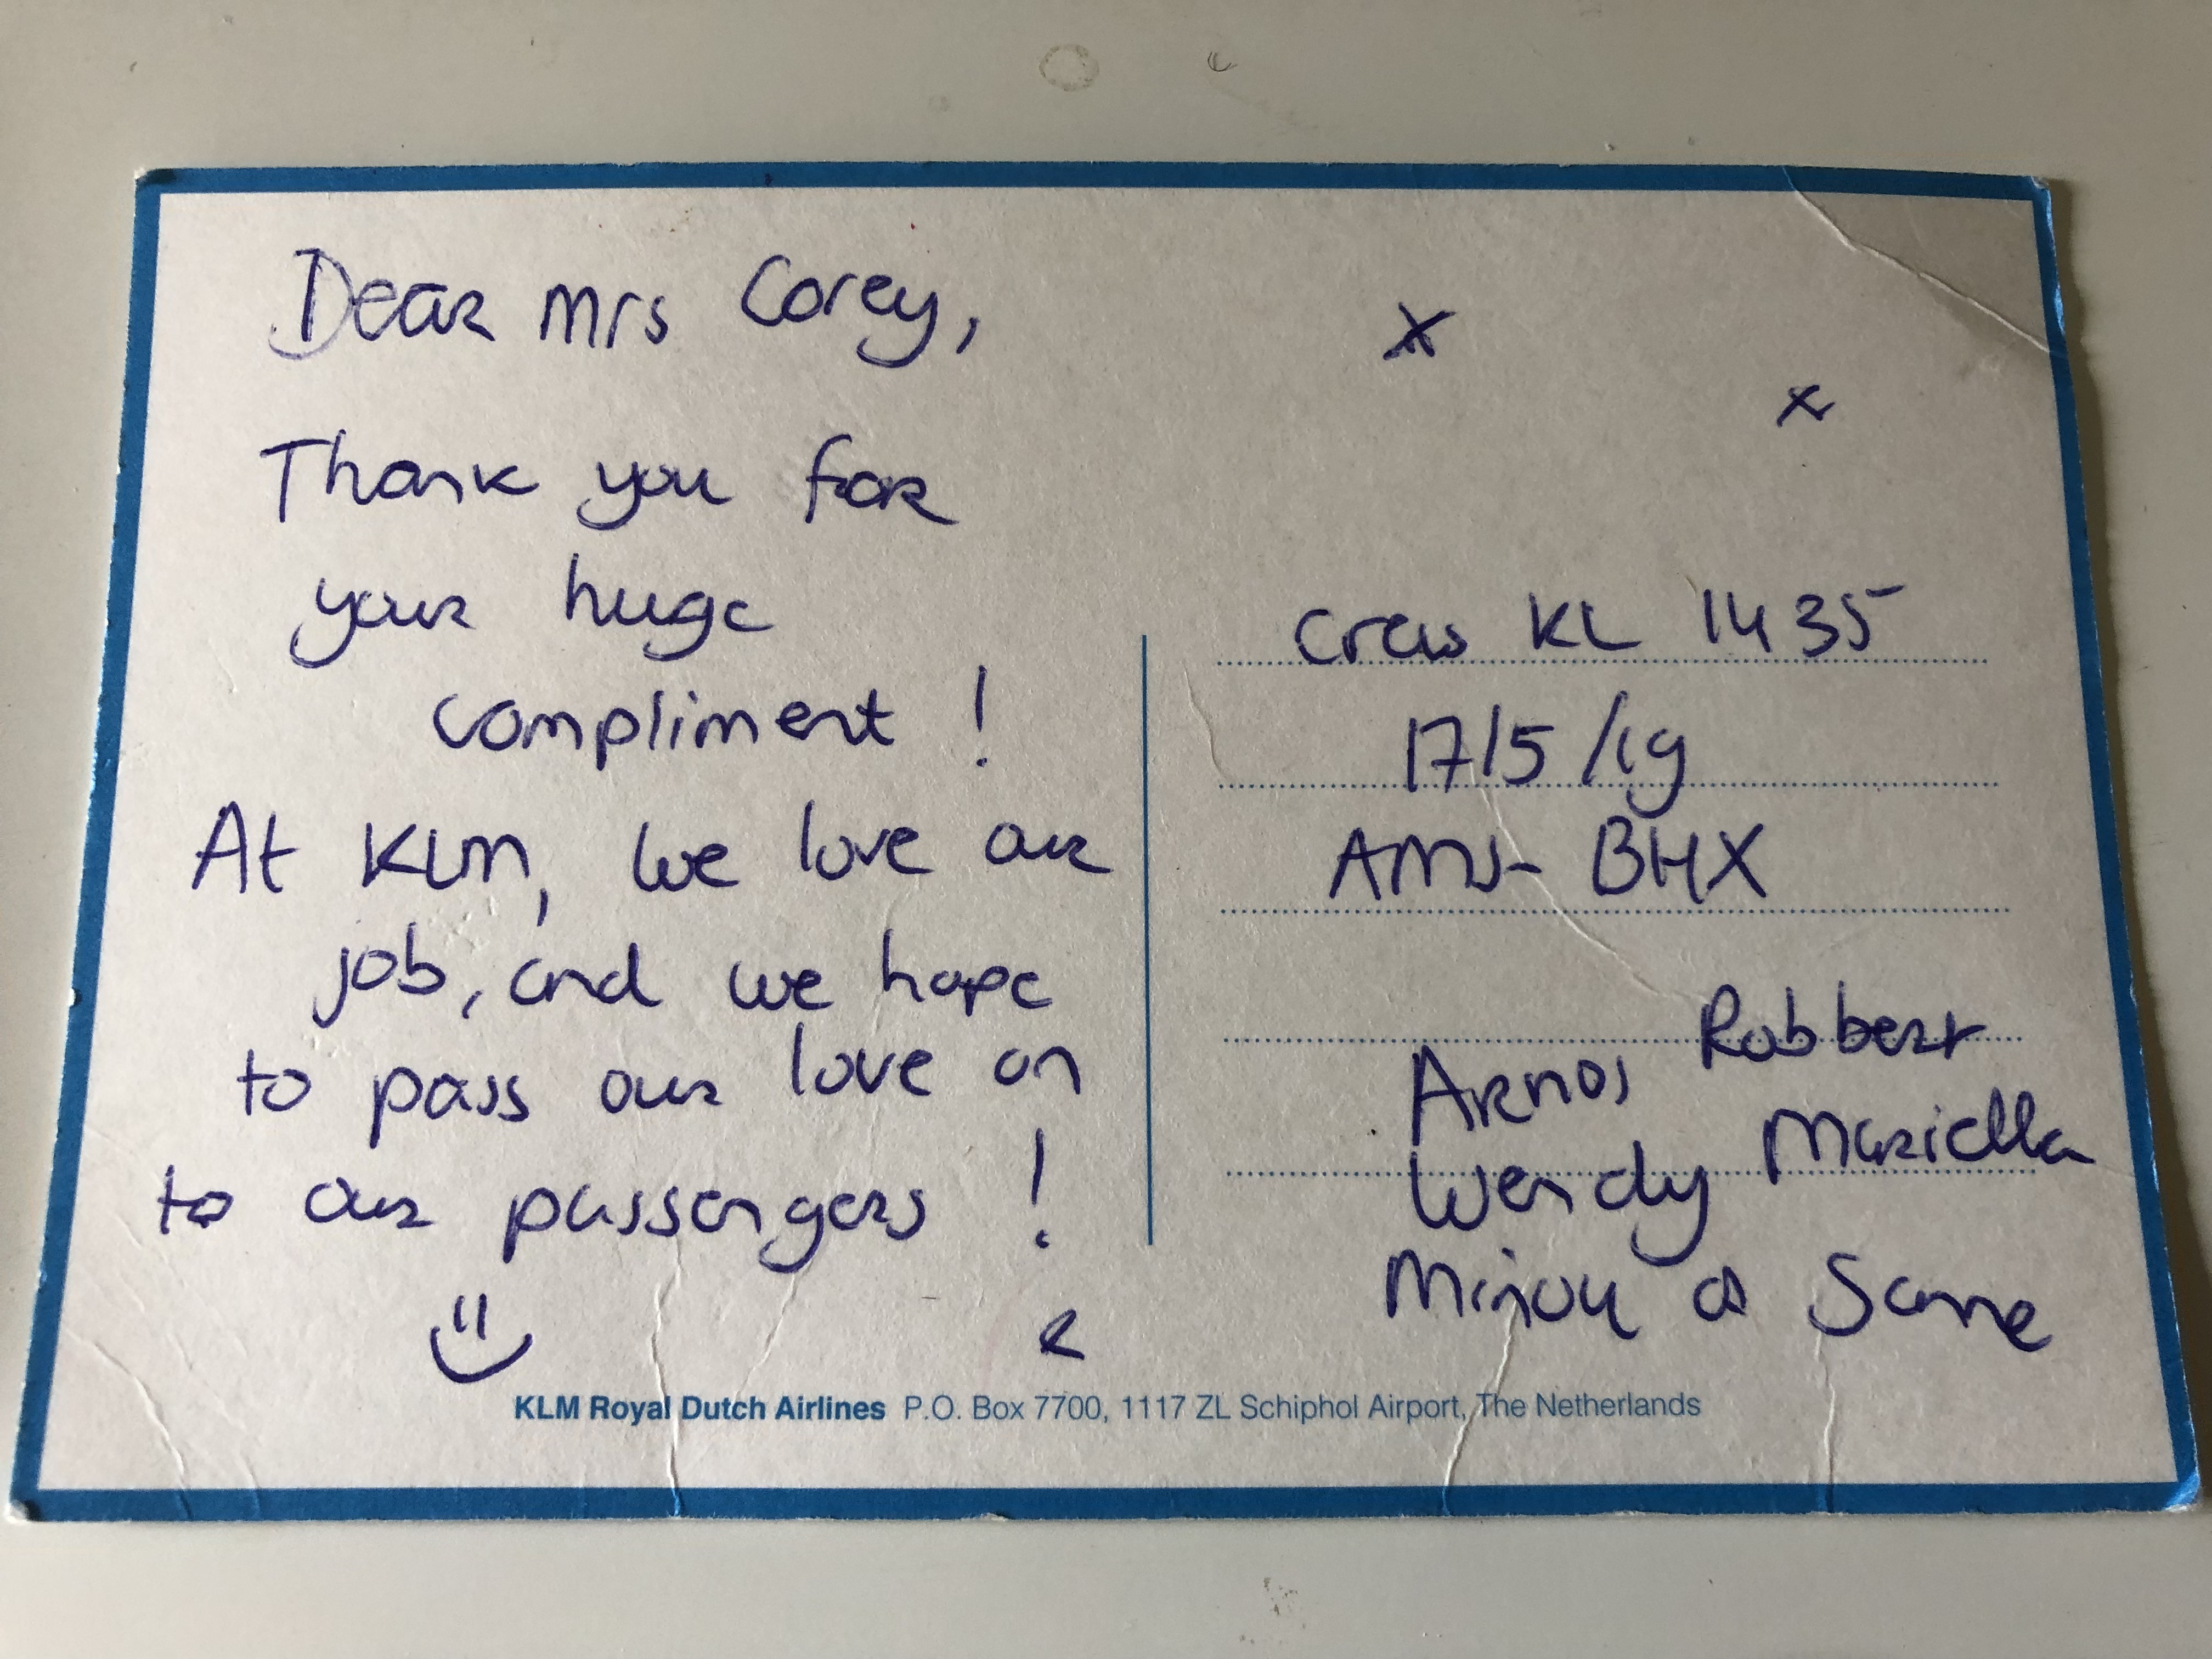 Dear Mrs Corey,
Thank you for
your huge
compliment!
At KLM, we love our
job, and we hope
to pass our love on
to our passengers!
x
x
Crew KL 1435
17/5/19
AMS-BHX
Robbert
Arno,
Mariella
Wendy
Minou & Sanne
KLM Royal Dutch Airlines P.O. Box 7700, 1117 ZL Schiphol Airport, The Netherlands